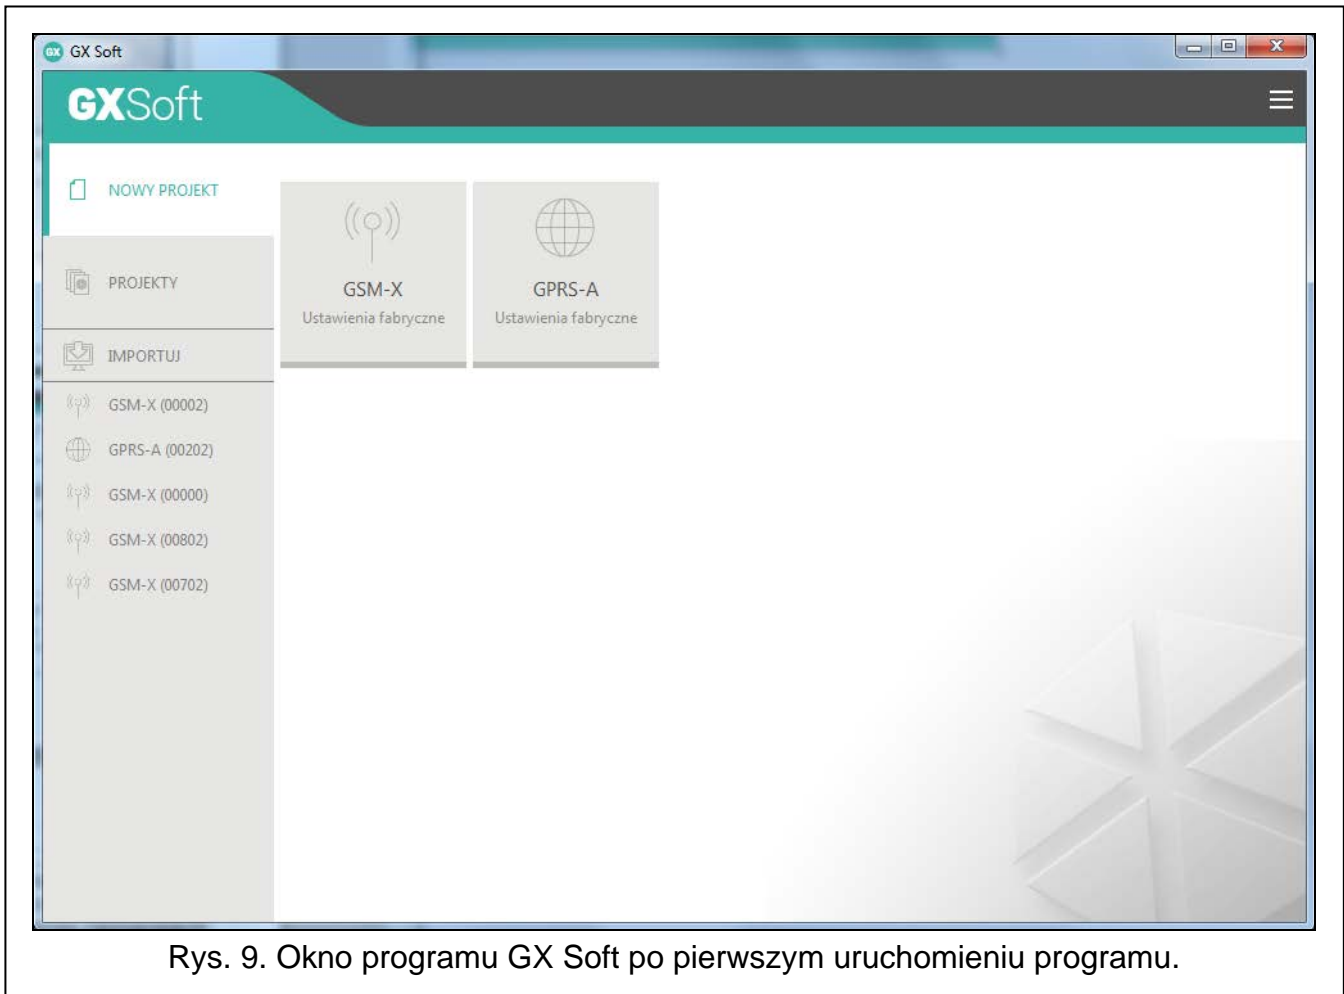 GX Soft
GXSoft
NOWY PROJEKT
PROJEKTY
IMPORTUJ
GSM-X (00002)
GPRS-A (00202)
GSM-X (00000)
GSM-X (00802)
GSM-X (00702)
GSM-X
Ustawienia fabryczne
GPRS-A
Ustawienia fabryczne
Rys. 9. Okno programu GX Soft po pierwszym uruchomieniu programu.